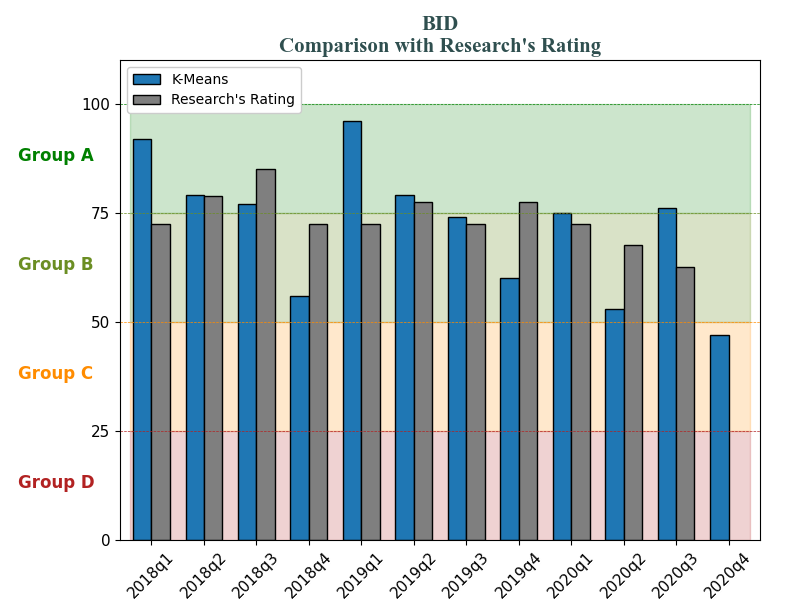 BID
Comparison with Research's Rating
K-Means
Research's Rating
100
Group A
75
Group B
50
Group C
25
Group D
0
2018q1
2018q2
2018q3
2018q4
2019q1
2019q2
2019q3
2019q4
2020q1
2020q2
2020q3
2020q4